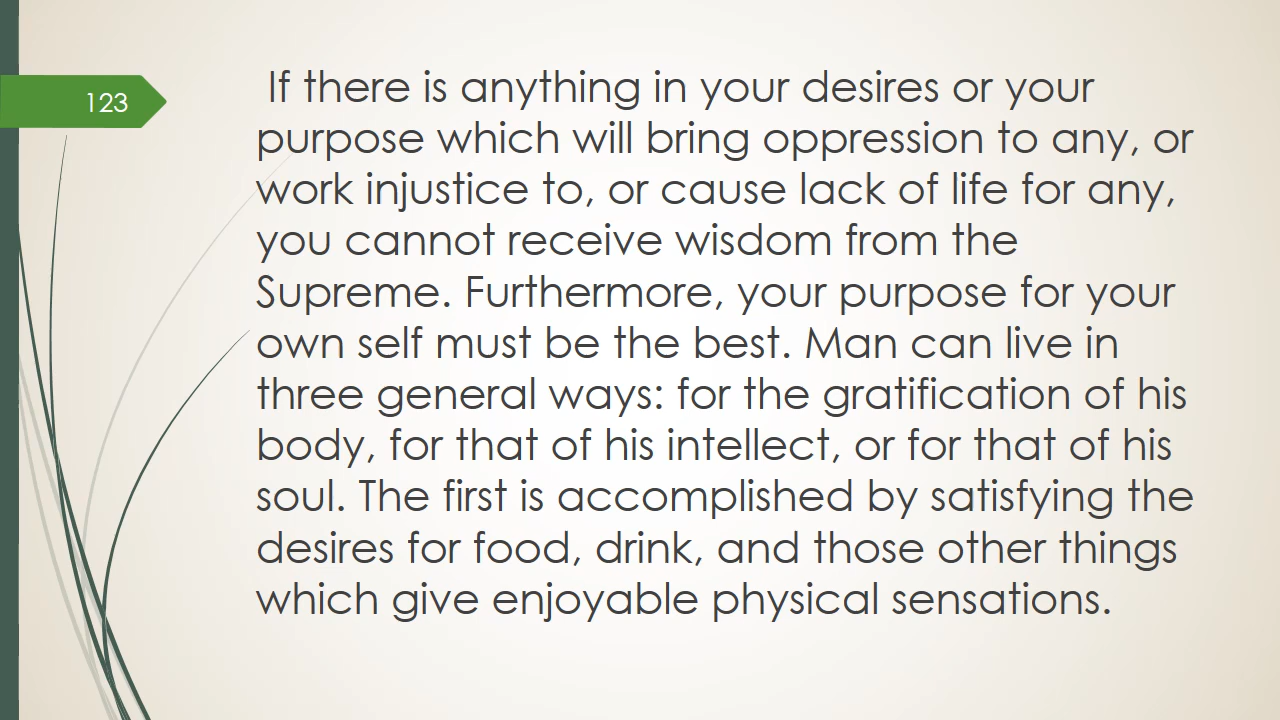 123
If there is anything in your desires or your
purpose which will bring oppression to any, or
work injustice to, or cause lack of life for any,
you cannot receive wisdom from the
Supreme. Furthermore, your purpose for your
own self must be the best. Man can live in
three general ways: for the gratification of his
body, for that of his intellect, or for that of his
soul. The first is accomplished by satisfying the
desires for food, drink, and those other things
which give enjoyable physical sensations.